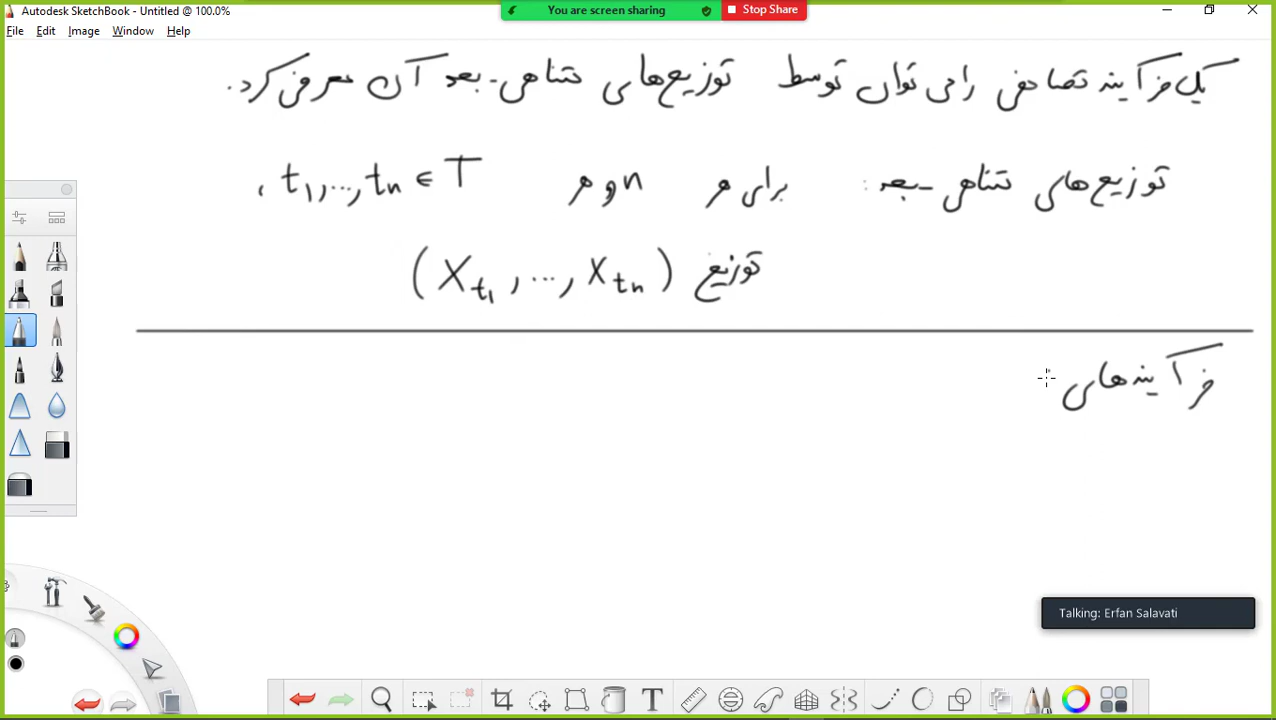 Autodesk SketchBook - Untitled @ 100.0%
You are screen sharing
Stop Share
File Edit Image Window Help
یک فرآیند تصادفی را می توان توسط توزیع‌های متناهی-بعد آن معرفی کرد.
توزیع‌های متناهی-بعد: برای هر n و هر t1,...,tn ∈ T ،
توزیع (Xt1, ..., Xtn)
فرآیندهای
Talking: Erfan Salavati